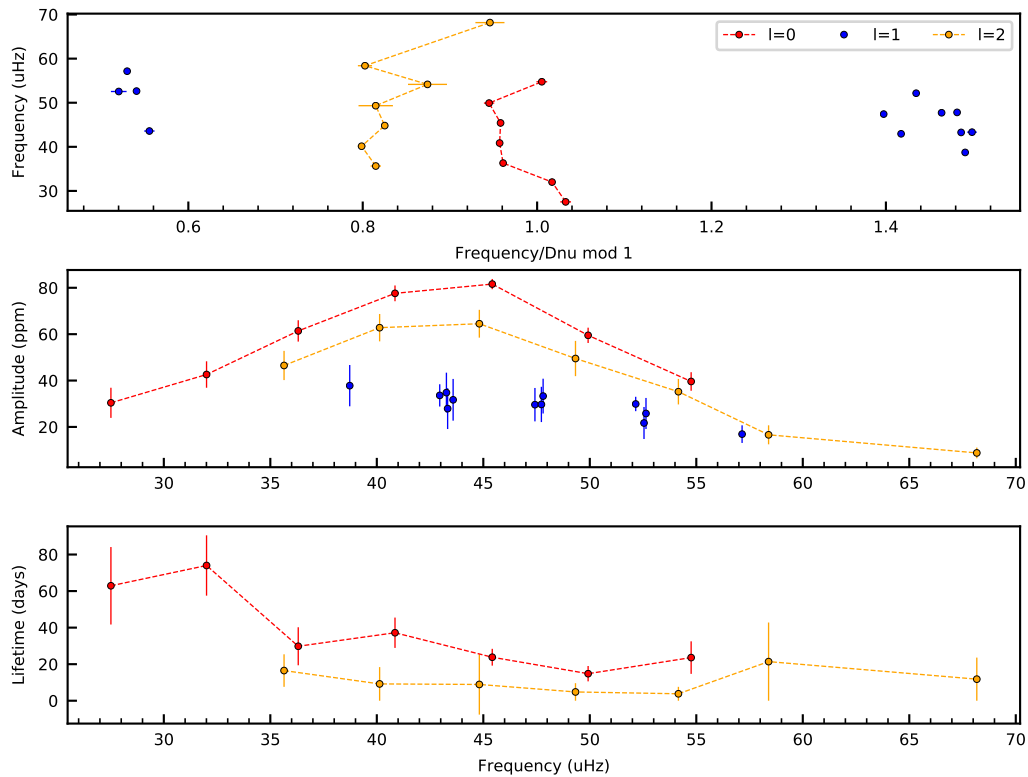 70
60
50
40
30
Frequency (uHz)
l=0 l=1 l=2
0.6 0.8 1.0 1.2 1.4
Frequency/Dnu mod 1
80
60
40
20
Amplitude (ppm)
30 35 40 45 50 55 60 65 70
80
60
40
20
0
Lifetime (days)
30 35 40 45 50 55 60 65 70
Frequency (uHz)